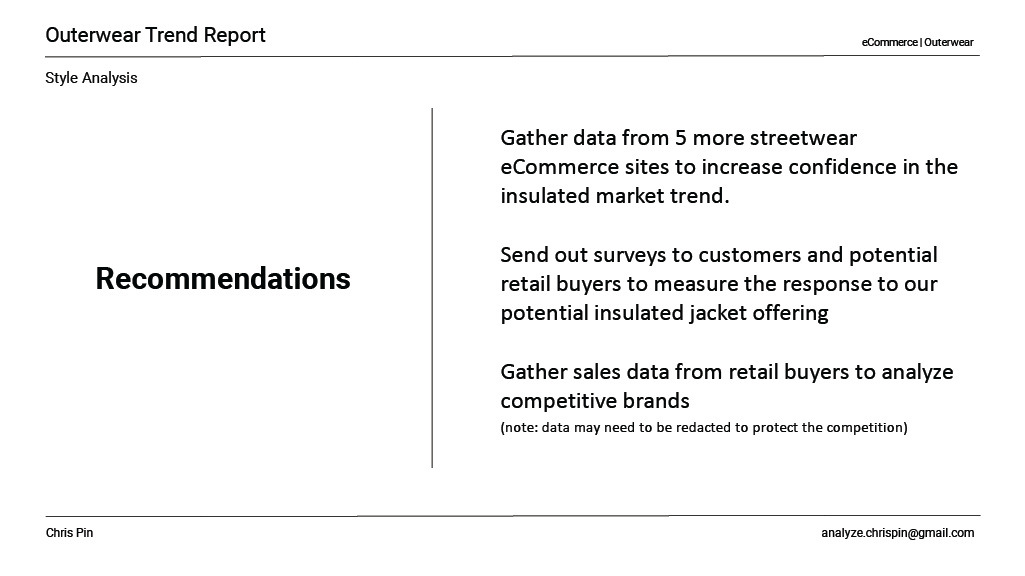 Outerwear Trend Report
eCommerce | Outerwear
Style Analysis
Recommendations
Gather data from 5 more streetwear
eCommerce sites to increase confidence in the
insulated market trend.
Send out surveys to customers and potential
retail buyers to measure the response to our
potential insulated jacket offering
Gather sales data from retail buyers to analyze
competitive brands
(note: data may need to be redacted to protect the competition)
Chris Pin
analyze.chrispin@gmail.com